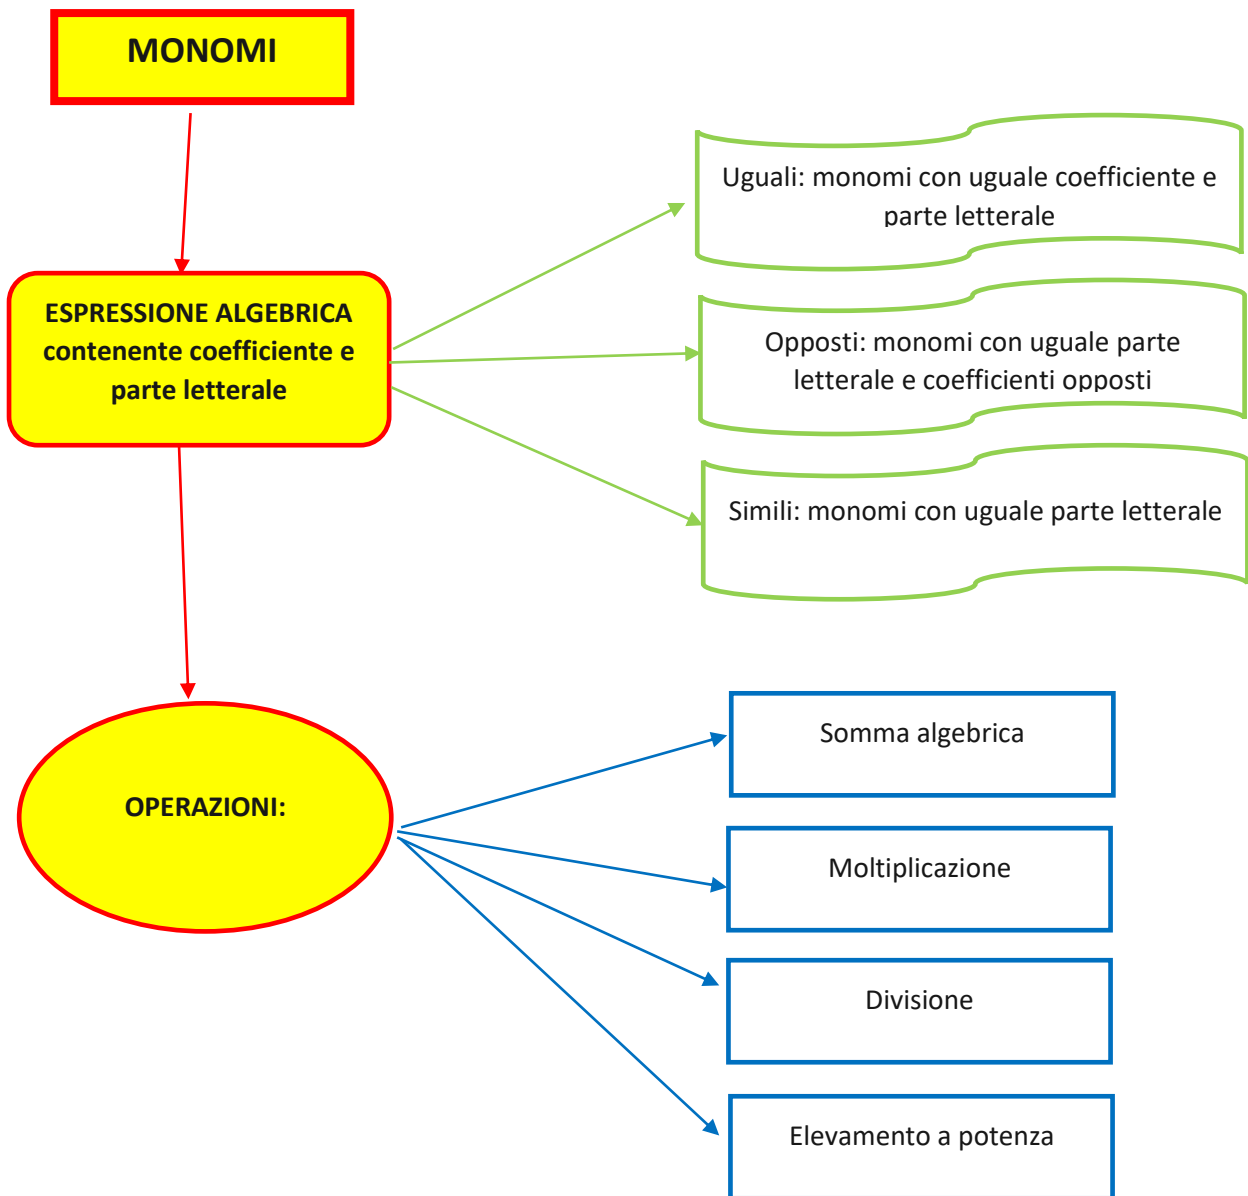 MONOMI
Uguali: monomi con uguale coefficiente e
parte letterale
ESPRESSIONE ALGEBRICA
contenente coefficiente e
parte letterale
Opposti: monomi con uguale parte
letterale e coefficienti opposti
Simili: monomi con uguale parte letterale
OPERAZIONI:
Somma algebrica
Moltiplicazione
Divisione
Elevamento a potenza